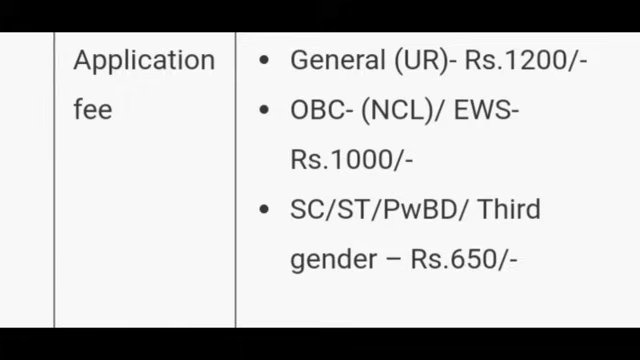 Application
fee
• General (UR)- Rs.1200/-
• OBC- (NCL)/ EWS-
Rs.1000/-
• SC/ST/PwBD/ Third
gender – Rs.650/-